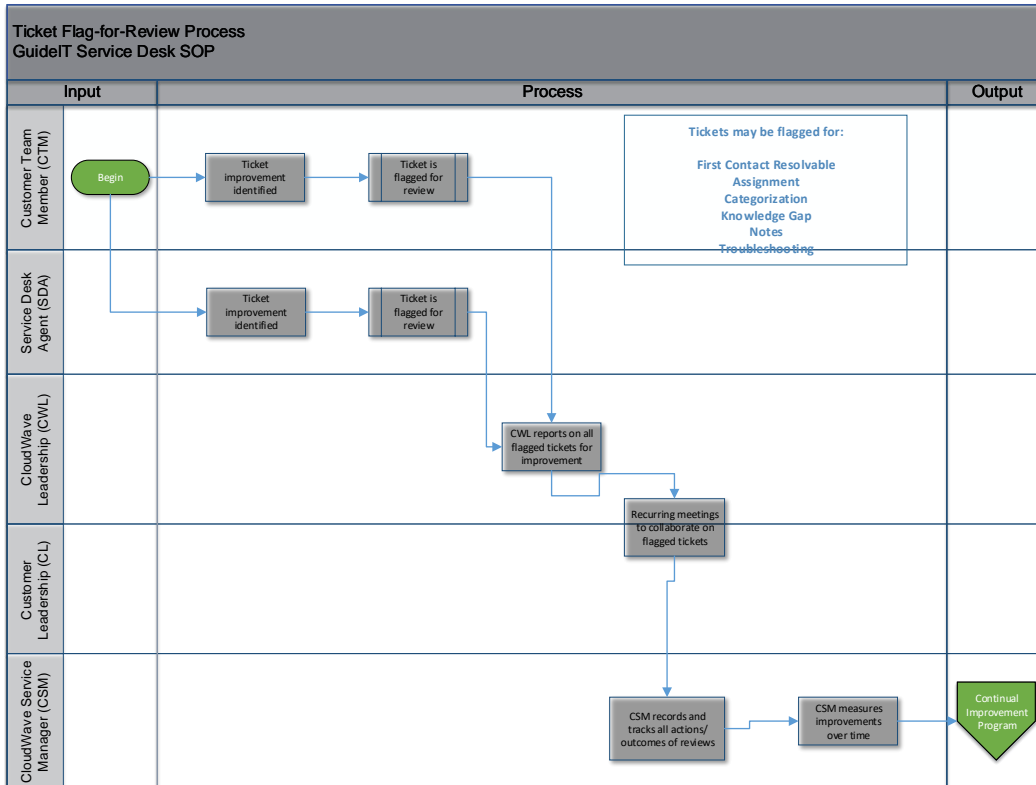 Ticket Flag-for-Review Process
GuideIT Service Desk SOP
Input
Process
Output
Customer Team
Member (CTM)
Begin
Ticket
improvement
identified
Ticket is
flagged for
review
Tickets may be flagged for:
First Contact Resolvable
Assignment
Categorization
Knowledge Gap
Notes
Troubleshooting
Service Desk
Agent (SDA)
Ticket
improvement
identified
Ticket is
flagged for
review
CloudWave
Leadership (CWL)
CWL reports on all
flagged tickets for
improvement
Recurring meetings
to collaborate on
flagged tickets
Customer
Leadership (CL)
CloudWave Service
Manager (CSM)
CSM records and
tracks all actions/
outcomes of reviews
CSM measures
improvements
over time
Continual
Improvement
Program